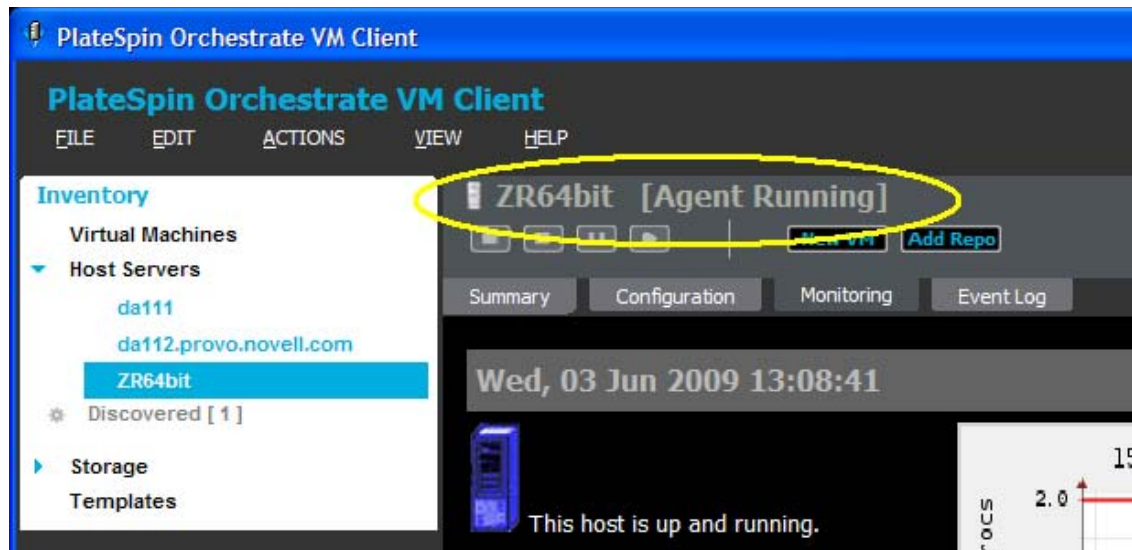 PlateSpin Orchestrate VM Client
PlateSpin Orchestrate VM Client
FILE EDIT ACTIONS VIEW HELP
Inventory
Virtual Machines
Host Servers
da111
da112.provo.novell.com
ZR64bit
Discovered [ 1 ]
Storage
Templates
ZR64bit [Agent Running]
New VM Add Repo
Summary Configuration Monitoring Event Log
Wed, 03 Jun 2009 13:08:41
This host is up and running.
2.0